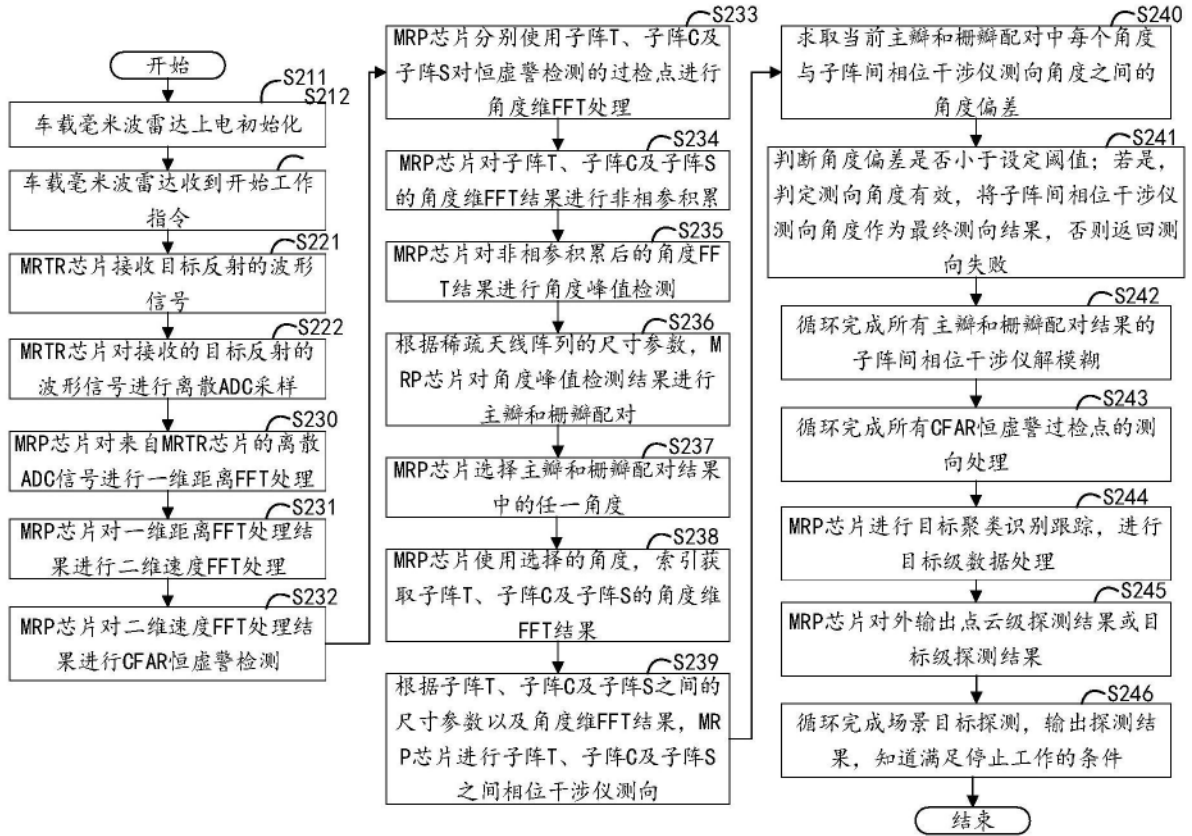 开始
S211
S212
车载毫米波雷达上电初始化
车载毫米波雷达收到开始工作
指令
S221
MRTR芯片接收目标反射的波形
信号
S222
MRTR芯片对接收的目标反射的
波形信号进行离散ADC采样
S230
MRP芯片对来自MRTR芯片的离散
ADC信号进行一维距离FFT处理
S231
MRP芯片对一维距离FFT处理结
果进行二维速度FFT处理
S232
MRP芯片对二维速度FFT处理结
果进行CFAR恒虚警检测
S233
MRP芯片分别使用子阵T、子阵C及
子阵S对恒虚警检测的过检点进行
角度维FFT处理
S234
MRP芯片对子阵T、子阵C及子阵S
的角度维FFT结果进行非相参积累
S235
MRP芯片对非相参积累后的角度FF
T结果进行角度峰值检测
S236
根据稀疏天线阵列的尺寸参数，M
RP芯片对角度峰值检测结果进行
主瓣和栅瓣配对
S237
MRP芯片选择主瓣和栅瓣配对结果
中的任一角度
S238
MRP芯片使用选择的角度，索引获
取子阵T、子阵C及子阵S的角度维
FFT结果
S239
根据子阵T、子阵C及子阵S之间的
尺寸参数以及角度维FFT结果，MR
P芯片进行子阵T、子阵C及子阵S
之间相位干涉仪测向
S240
求取当前主瓣和栅瓣配对中每个角度
与子阵间相位干涉仪测向角度之间的
角度偏差
S241
判断角度偏差是否小于设定阈值；若是，
判定测向角度有效，将子阵间相位干涉仪
测向角度作为最终测向结果，否则返回测
向失败
S242
循环完成所有主瓣和栅瓣配对结果的
子阵间相位干涉仪解模糊
S243
循环完成所有CFAR恒虚警过检点的测
向处理
S244
MRP芯片进行目标聚类识别跟踪，进行
目标级数据处理
S245
MRP芯片对外输出点云级探测结果或目
标级探测结果
S246
循环完成场景目标探测，输出探测结
果，知道满足停止工作的条件
结束